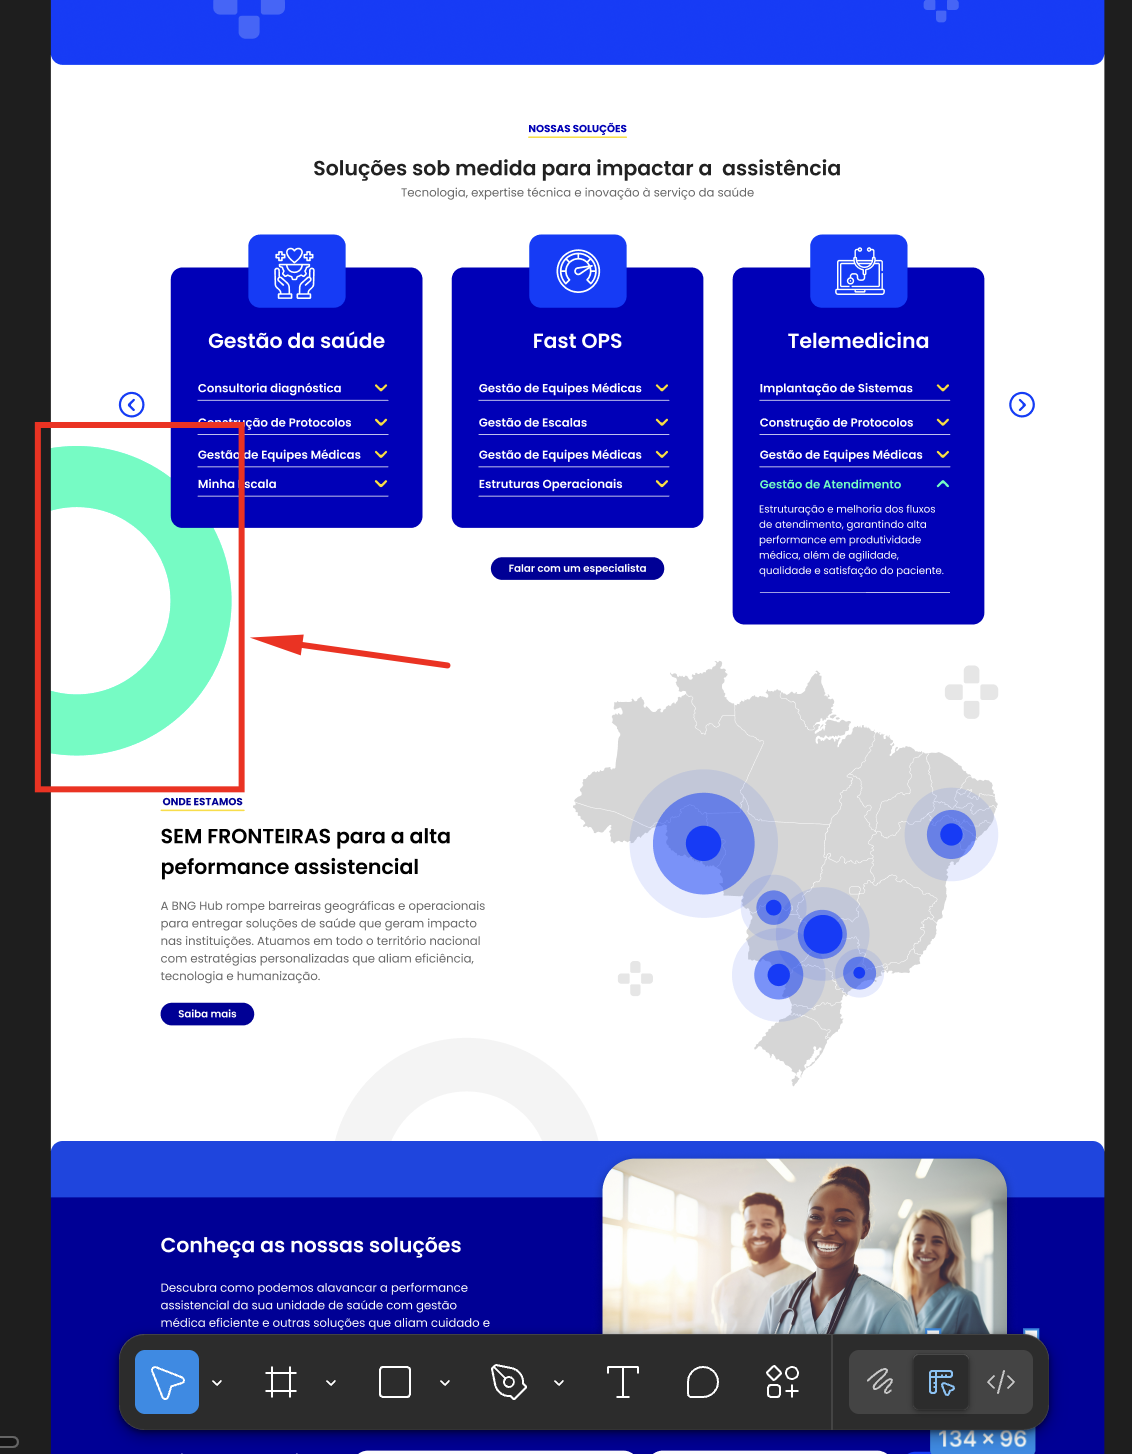 NOSSAS SOLUÇÕES
Soluções sob medida para impactar a assistência
Tecnologia, expertise técnica e inovação à serviço da saúde
Gestão da saúde
Consultoria diagnóstica
Construção de Protocolos
Gestão de Equipes Médicas
Minha Escala
Fast OPS
Gestão de Equipes Médicas
Gestão de Escalas
Gestão de Equipes Médicas
Estruturas Operacionais
Falar com um especialista
Telemedicina
Implantação de Sistemas
Construção de Protocolos
Gestão de Equipes Médicas
Gestão de Atendimento
Estruturação e melhoria dos fluxos
de atendimento, garantindo alta
performance em produtividade
médica, além de agilidade,
qualidade e satisfação do paciente.
ONDE ESTAMOS
SEM FRONTEIRAS para a alta
peformance assistencial
A BNG Hub rompe barreiras geográficas e operacionais
para entregar soluções de saúde que geram impacto
nas instituições. Atuamos em todo o território nacional
com estratégias personalizadas que aliam eficiência,
tecnologia e humanização.
Saiba mais
Conheça as nossas soluções
Descubra como podemos alavancar a performance
assistencial da sua unidade de saúde com gestão
médica eficiente e outras soluções que aliam cuidado e
134 × 96